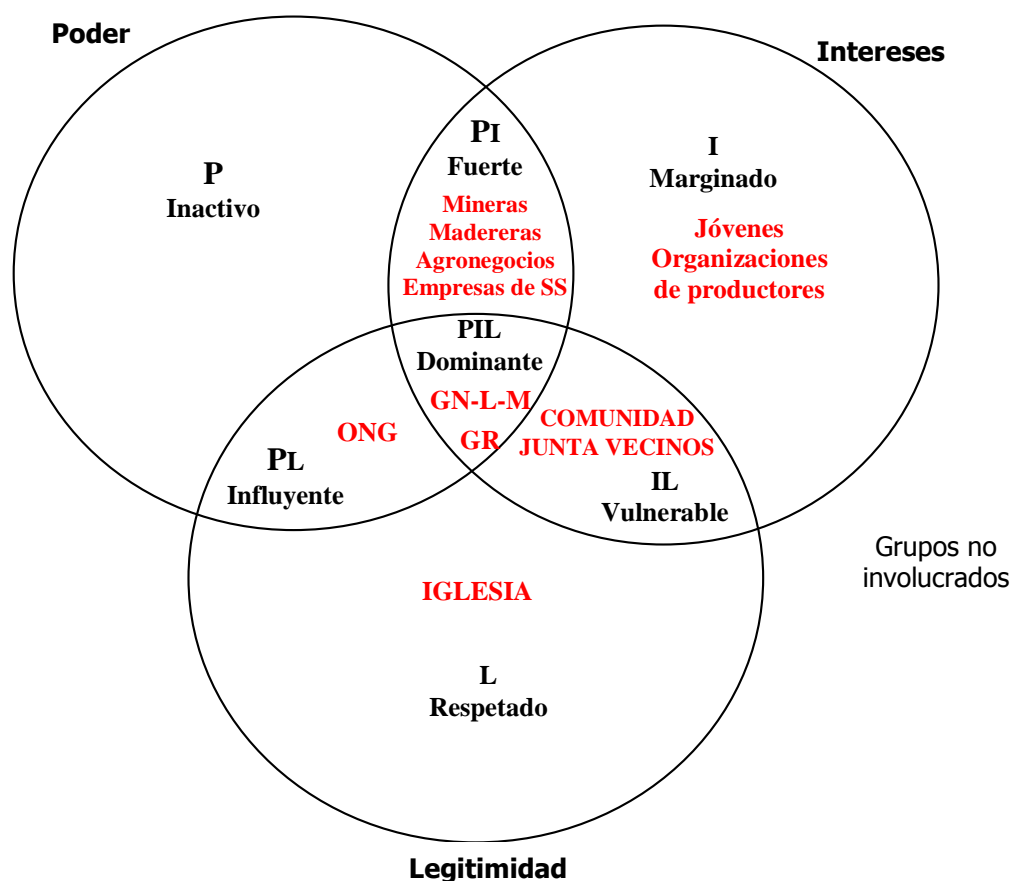 Poder
Intereses
PI
Fuerte
Mineras
Madereras
Agronegocios
Empresas de SS
I
Marginado
Jóvenes
Organizaciones
de productores
P
Inactivo
PIL
Dominante
GN-L-M
GR
ONG
PL
Influyente
COMUNIDAD
JUNTA VECINOS
IL
Vulnerable
Grupos no
involucrados
IGLESIA
L
Respetado
Legitimidad